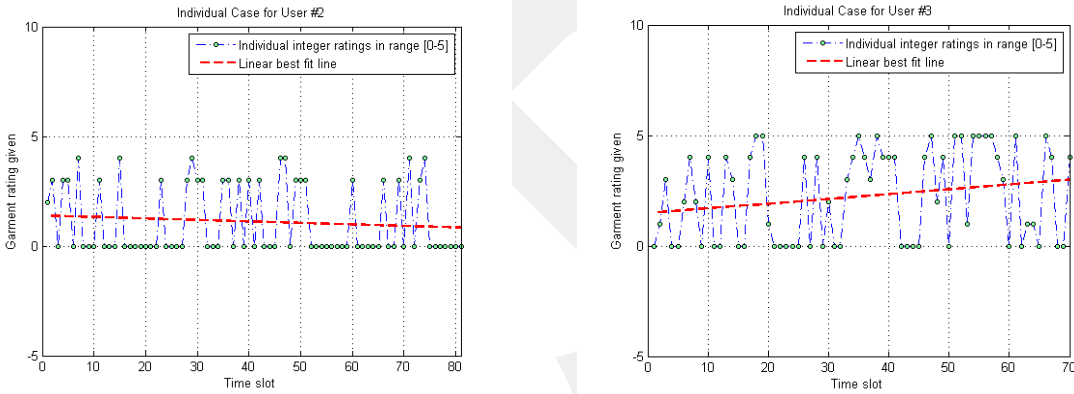 Individual Case for User #2
10
5
0
-5
Garment rating given
Individual integer ratings in range [0-5]
Linear best fit line
0 10 20 30 40 50 60 70 80
Time slot
Individual Case for User #3
10
5
0
-5
Garment rating given
Individual integer ratings in range [0-5]
Linear best fit line
0 10 20 30 40 50 60 70
Time slot